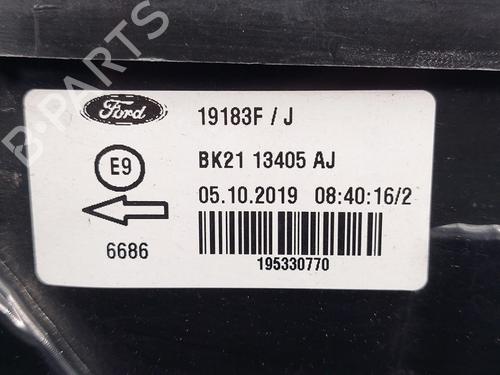 Ford
19183F / J
E9
BK21 13405 AJ
05.10.2019 08:40:16/2
6686
195330770
B-PARTS